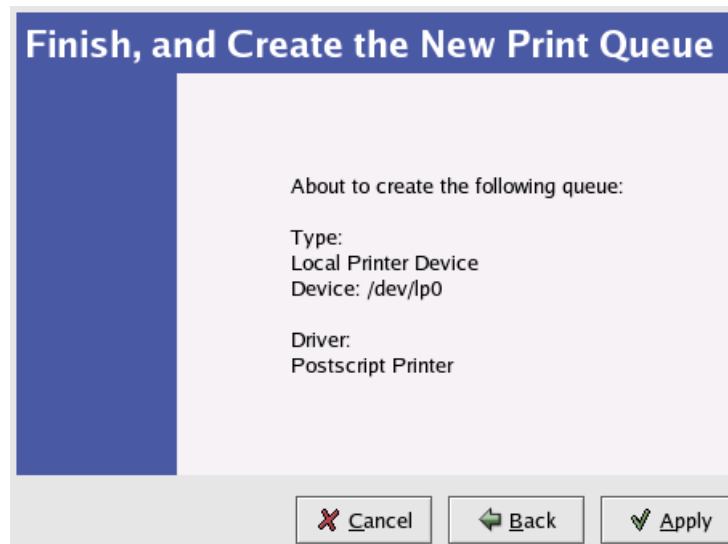 Finish, and Create the New Print Queue
About to create the following queue:
Type:
Local Printer Device
Device: /dev/lp0
Driver:
Postscript Printer
Cancel
Back
Apply